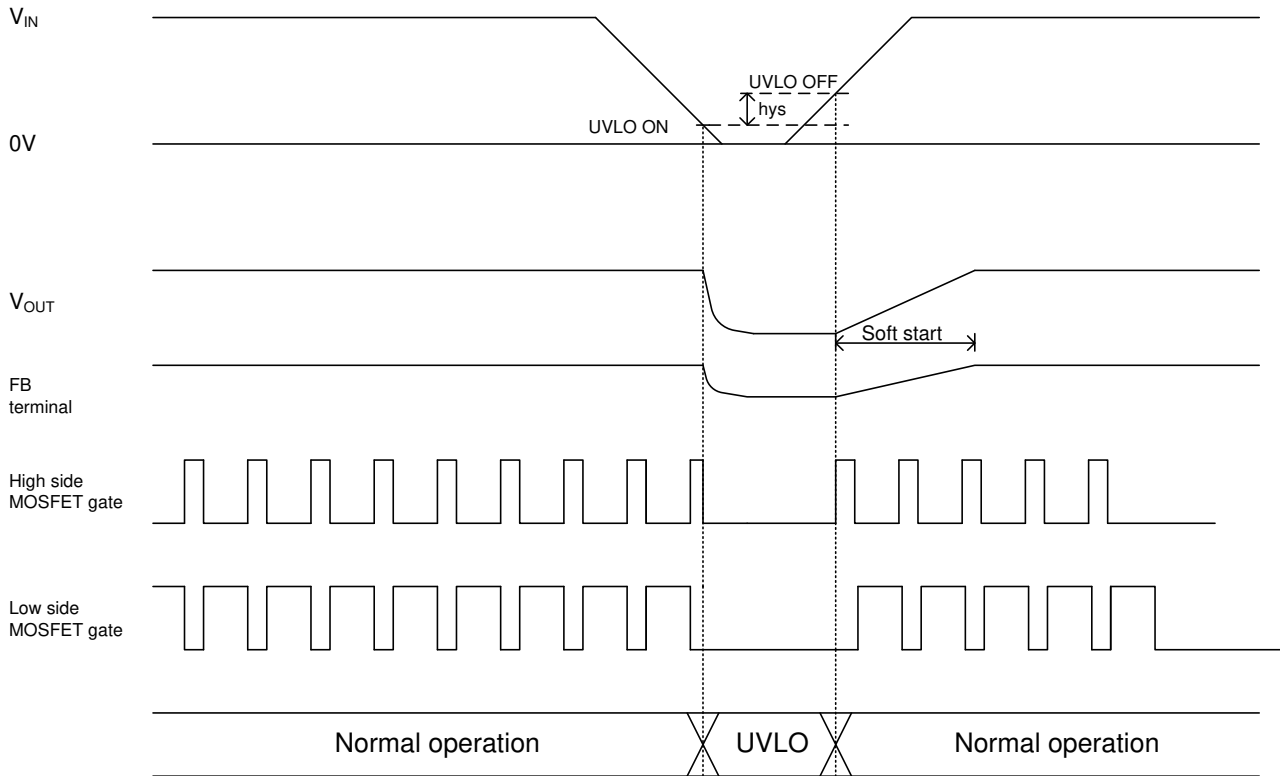 VIN
UVLO OFF
hys
UVLO ON
0V
VOUT
Soft start
FB
terminal
High side
MOSFET gate
Low side
MOSFET gate
Normal operation
UVLO
Normal operation